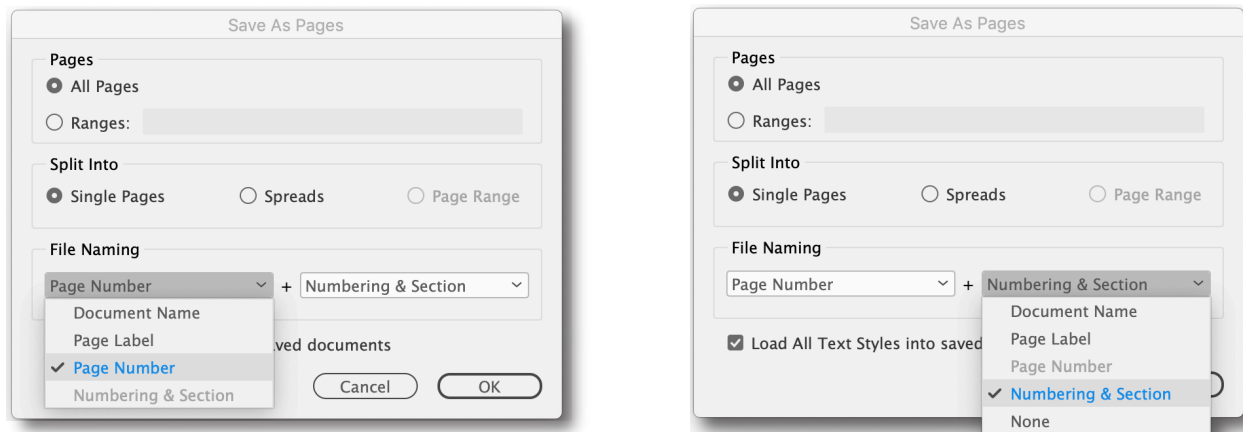 Save As Pages
Pages
All Pages
Ranges:
Split Into
Single Pages Spreads Page Range
File Naming
Page Number + Numbering & Section
Document Name
Page Label
ved documents
Page Number
Numbering & Section
Cancel OK
Save As Pages
Pages
All Pages
Ranges:
Split Into
Single Pages Spreads Page Range
File Naming
Page Number + Numbering & Section
Document Name
Page Label
Load All Text Styles into saved
Page Number
Numbering & Section
None